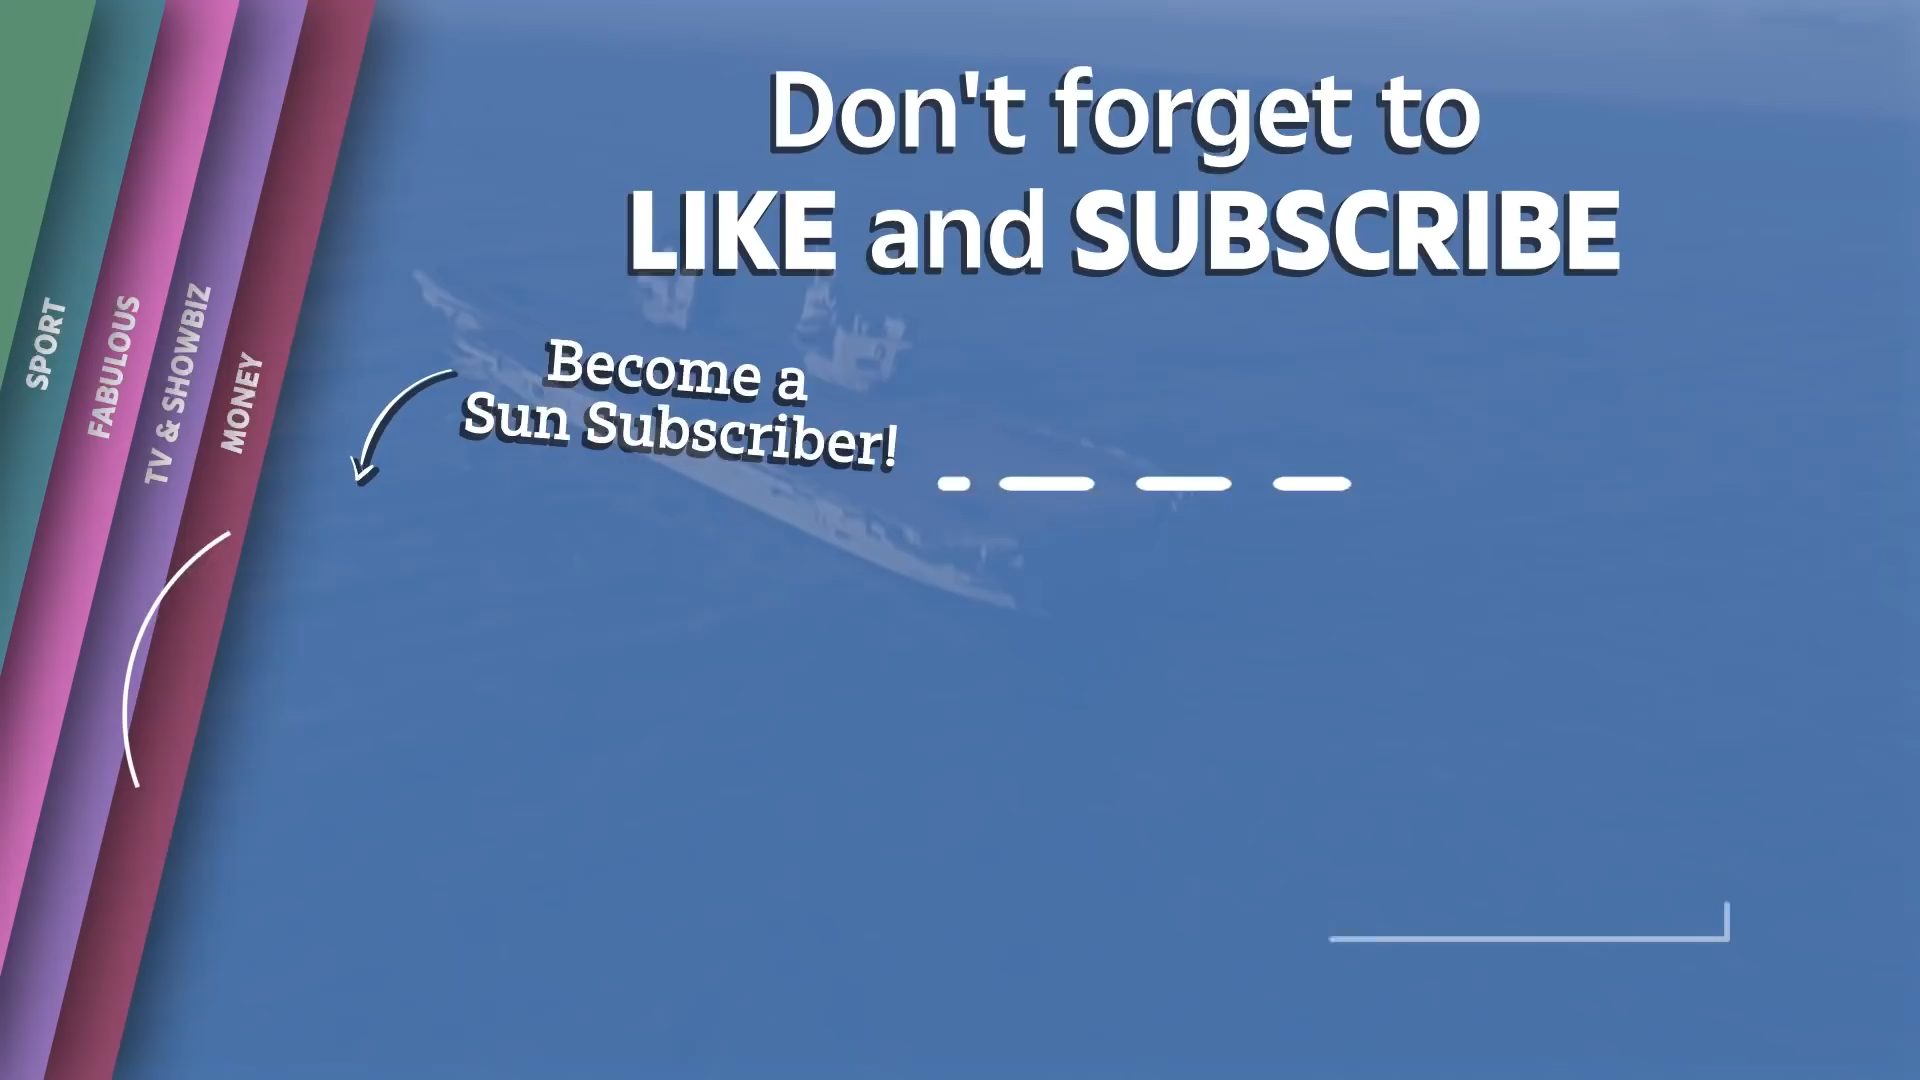 Don't forget to
LIKE and SUBSCRIBE
Become a
Sun Subscriber!
SPORT
FABULOUS
TV & SHOWBIZ
MONEY